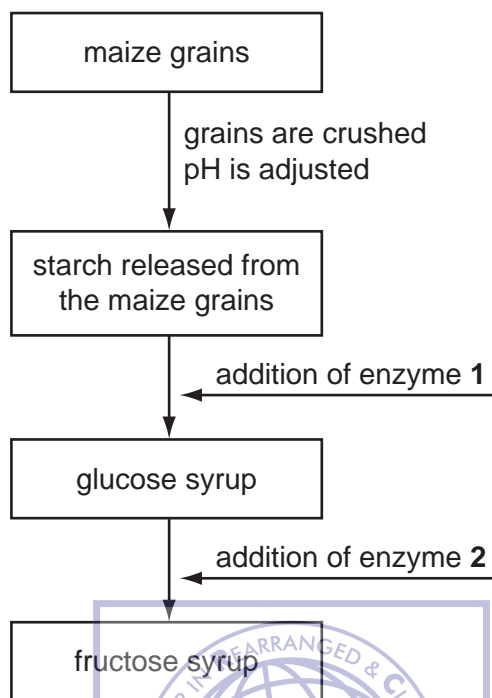 maize grains
grains are crushed
pH is adjusted
starch released from
the maize grains
addition of enzyme 1
glucose syrup
addition of enzyme 2
fructose syrup
REARRANGED &